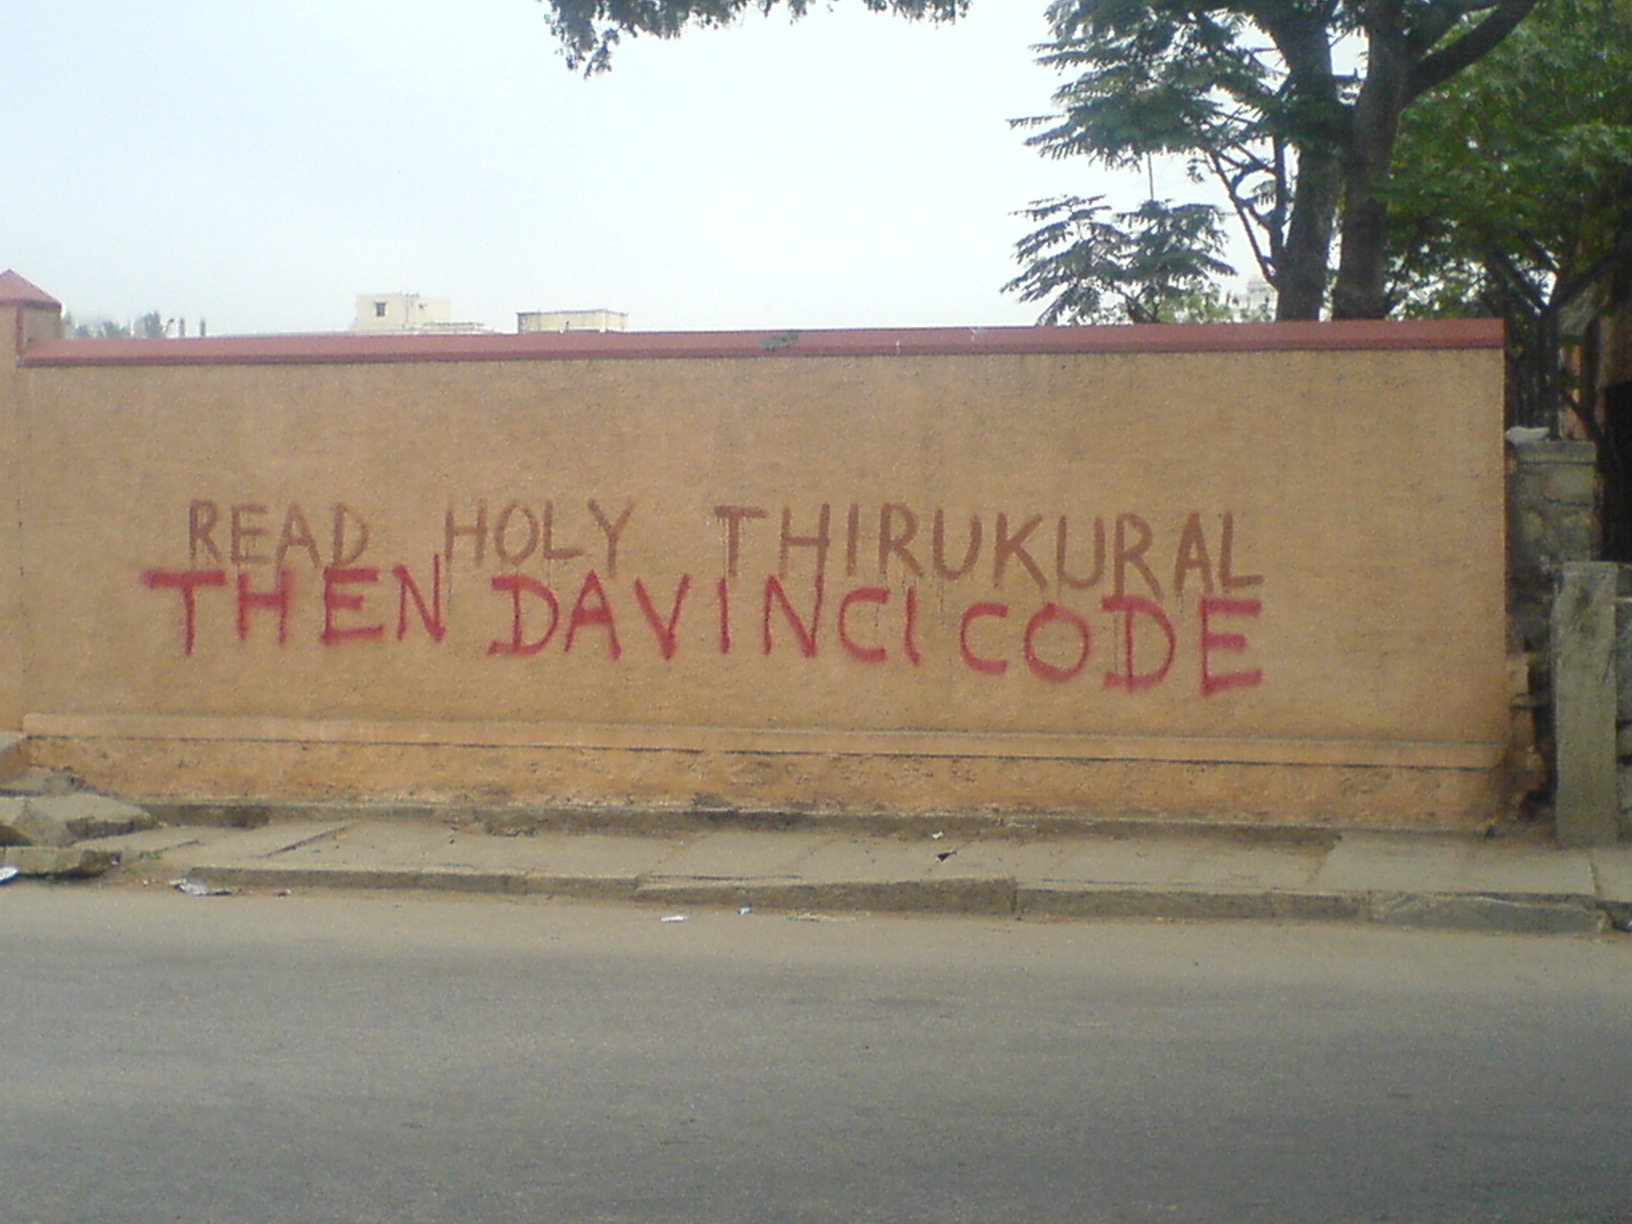 READ HOLY THIRUKURAL
THEN DAVINCI CODE